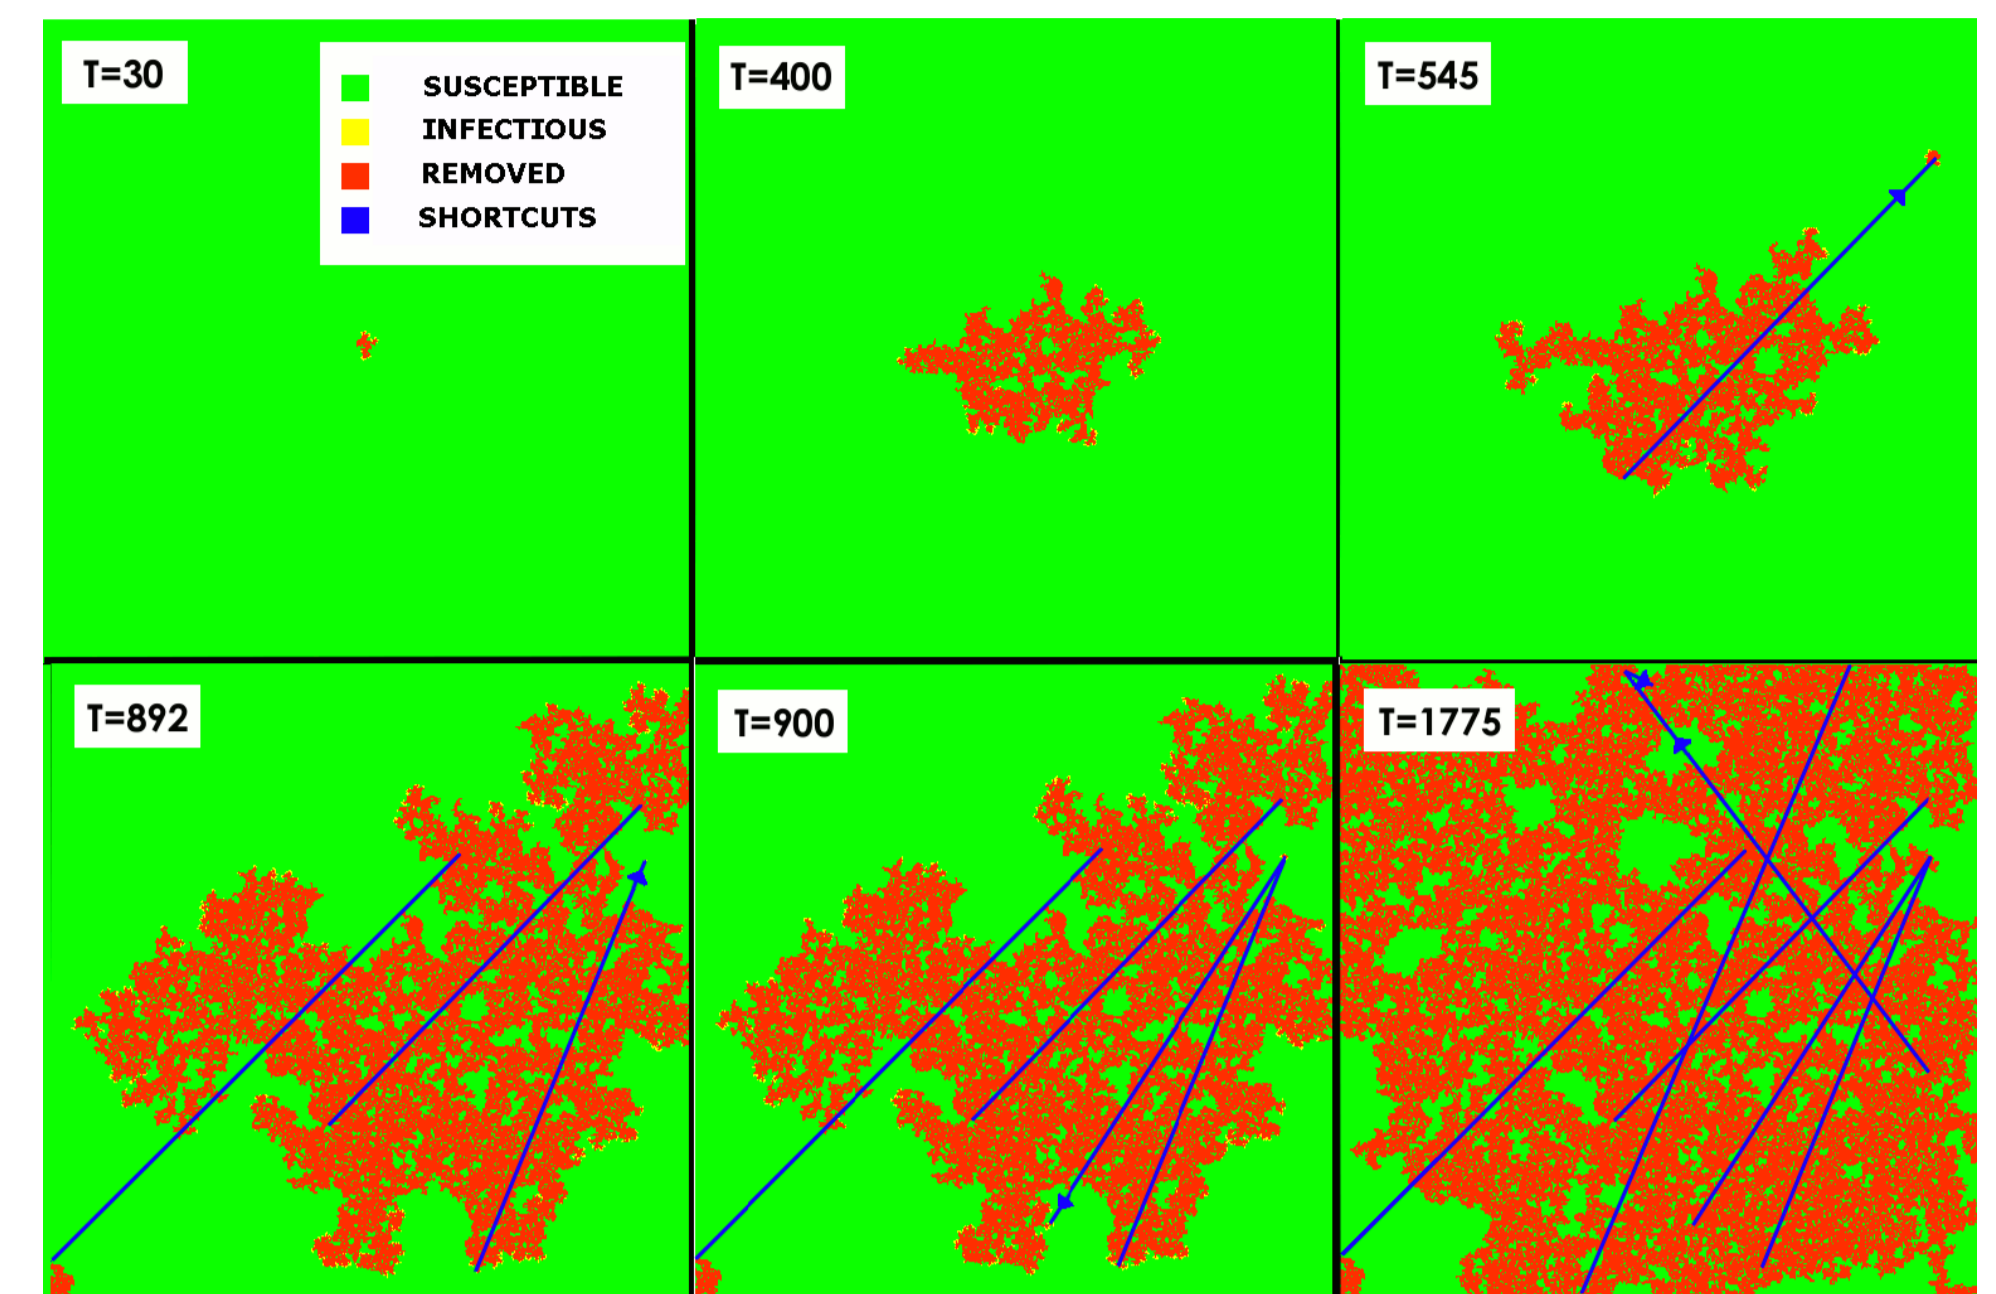 T=30
SUSCEPTIBLE
INFECTIOUS
REMOVED
SHORTCUTS
T=400
T=545
T=892
T=900
T=1775